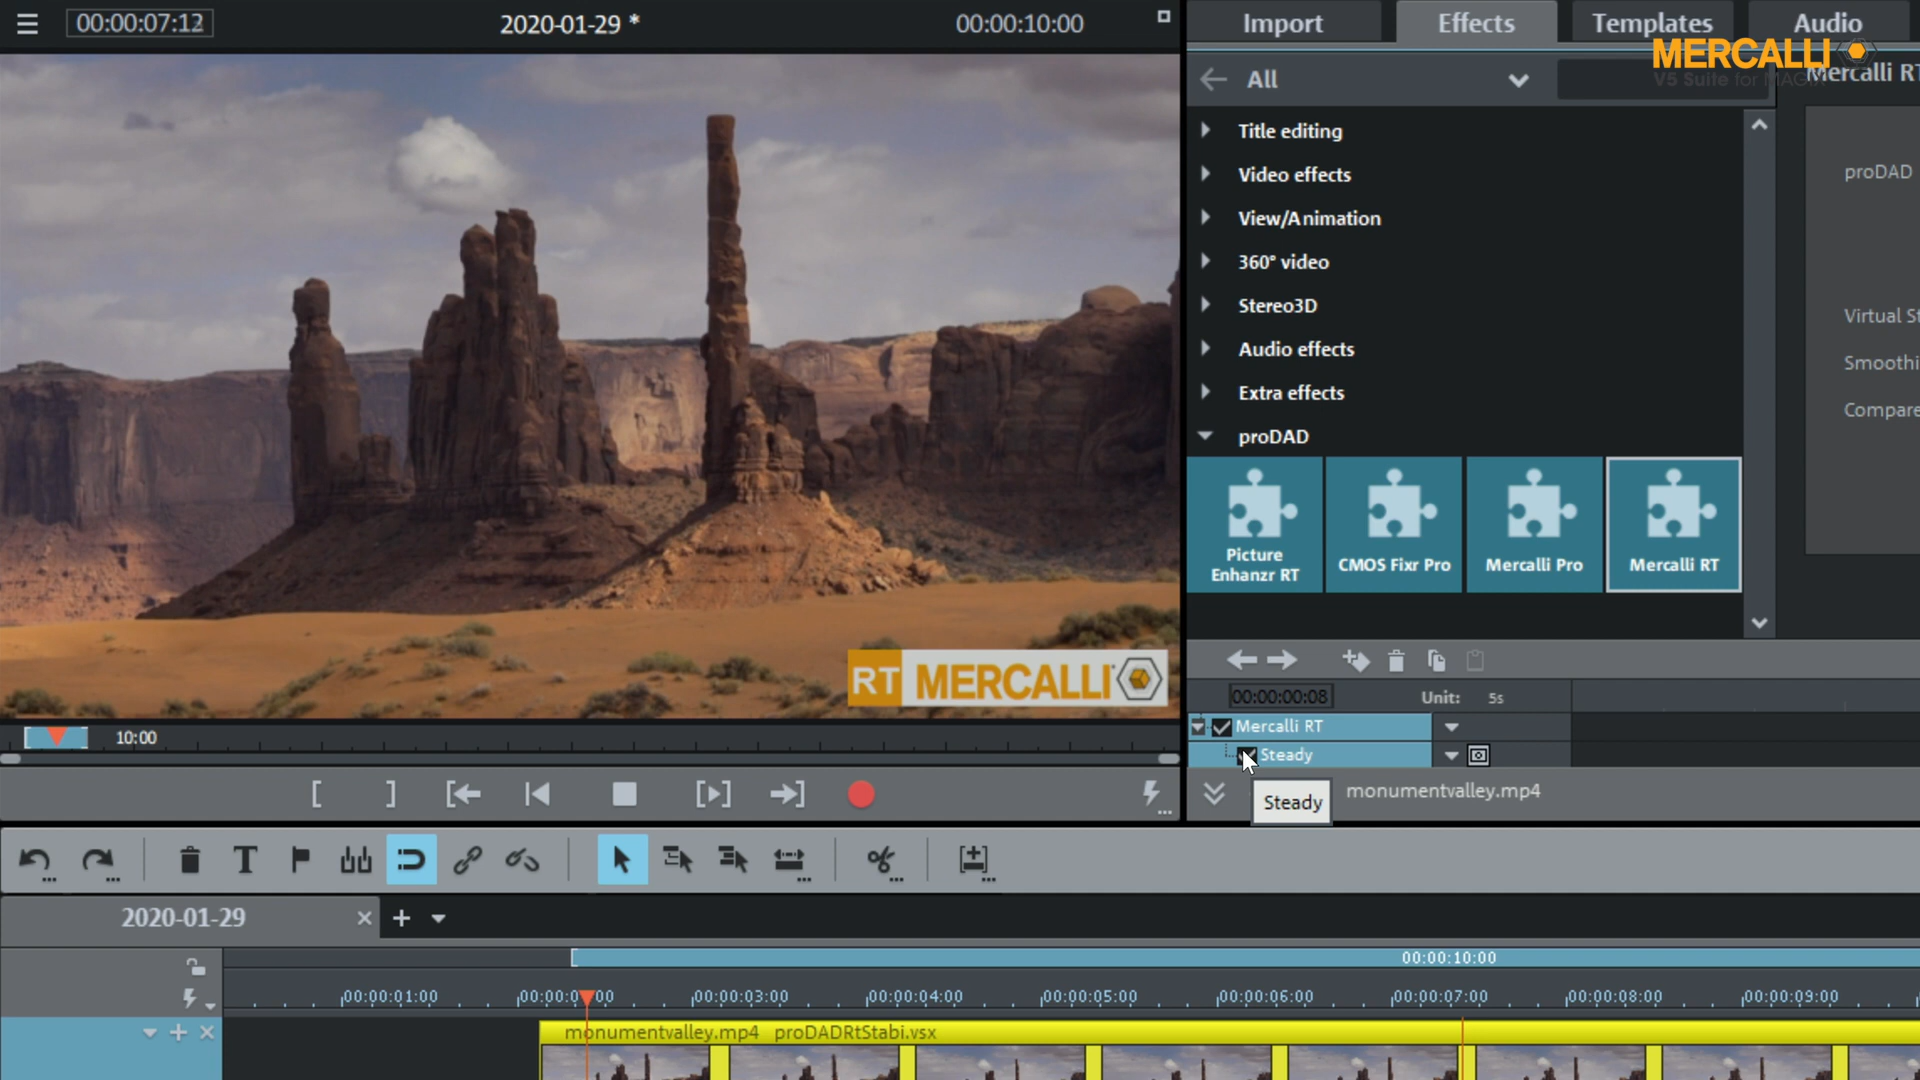 00:00:07:12
2020-01-29 *
00:00:10:00
Import
Effects
Templates
Audio
MERCALLI
V5 Suite for MAGIX
Mercalli RT
All
Title editing
Video effects
View/Animation
360° video
Stereo3D
Audio effects
Extra effects
proDAD
Picture
Enhanzr RT
CMOS Fixr Pro
Mercalli Pro
Mercalli RT
proDAD
Virtual St
Smoothi
Compare
RT MERCALLI
00:00:00:08
Unit: 5s
Mercalli RT
Steady
Steady
monumentvalley.mp4
10:00
2020-01-29
00:00:10:00
00:00:01:00
00:00:03:00
00:00:04:00
00:00:05:00
00:00:06:00
00:00:07:00
00:00:08:00
00:00:09:00
monumentvalley.mp4 proDADRtStabi.vsx